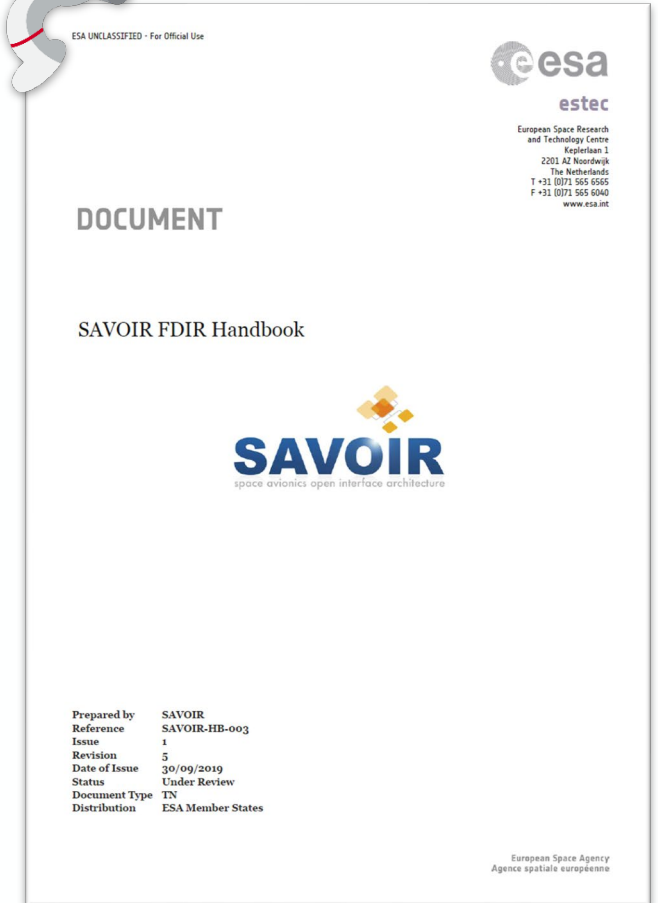 ESA UNCLASSIFIED - For Official Use
esa
estec
European Space Research
and Technology Centre
Keplerlaan 1
2201 AZ Noordwijk
The Netherlands
T +31 (0)71 565 6565
F +31 (0)71 565 6040
www.esa.int
DOCUMENT
SAVOIR FDIR Handbook
SAVOIR
space avionics open interface architecture
Prepared by SAVOIR
Reference SAVOIR-HB-003
Issue 1
Revision 5
Date of Issue 30/09/2019
Status Under Review
Document Type TN
Distribution ESA Member States
European Space Agency
Agence spatiale européenne